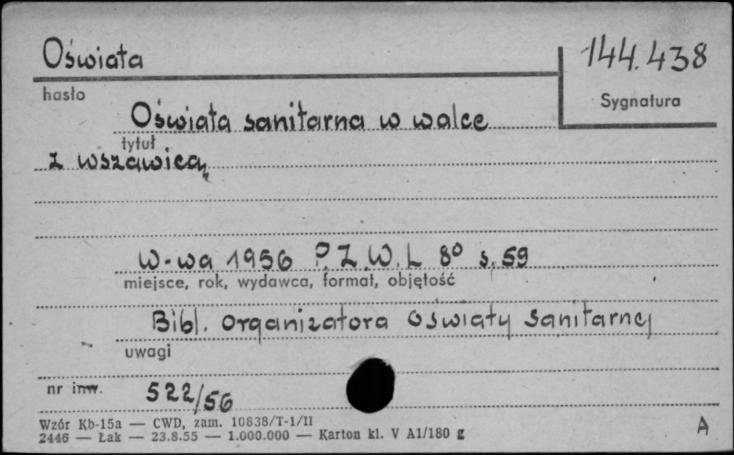 Oświata
144.438
hasło
Sygnatura
Oświata sanitarna w walce
tytuł
z wszawicą
W-wa 1956 P.Z.W.L 8° s. 59
miejsce, rok, wydawca, format, objętość
Bibl. Organizatora Oświaty Sanitarnej
uwagi
nr inw. 522/56
Wzór Kb-15a — CWD, zam. 10838/T-1/II
2446 — Łak — 23.8.55 — 1.000.000 — Karton kl. V A1/180 g
A